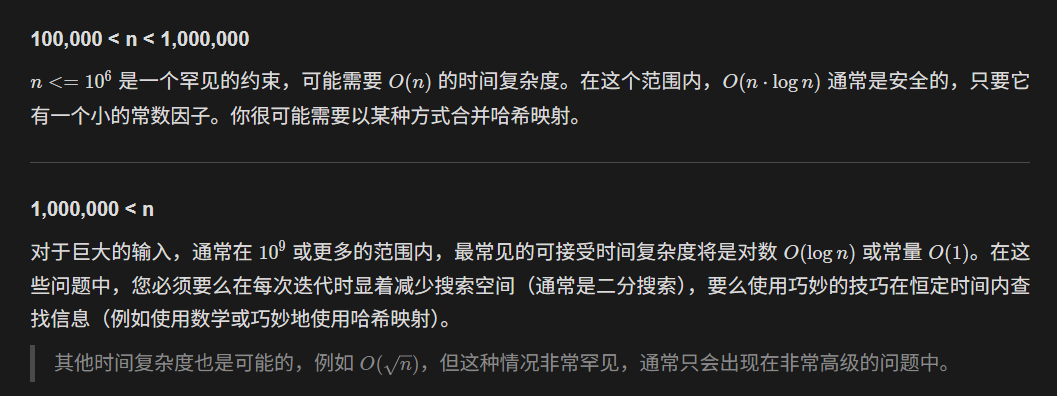 100,000 < n < 1,000,000
n <= 10⁶ 是一个罕见的约束，可能需要 O(n) 的时间复杂度。在这个范围内，O(n · log n) 通常是安全的，只要它
有一个小的常数因子。你很可能需要以某种方式合并哈希映射。
1,000,000 < n
对于巨大的输入，通常在 10⁹ 或更多的范围内，最常见的可接受时间复杂度将是对数 O(log n) 或常量 O(1)。在这
些问题中，您必须要么在每次迭代时显着减少搜索空间（通常是二分搜索），要么使用巧妙的技巧在恒定时间内查
找信息（例如使用数学或巧妙地使用哈希映射）。
其他时间复杂度也是可能的，例如 O(√n)，但这种情况非常罕见，通常只会出现在非常高级的问题中。